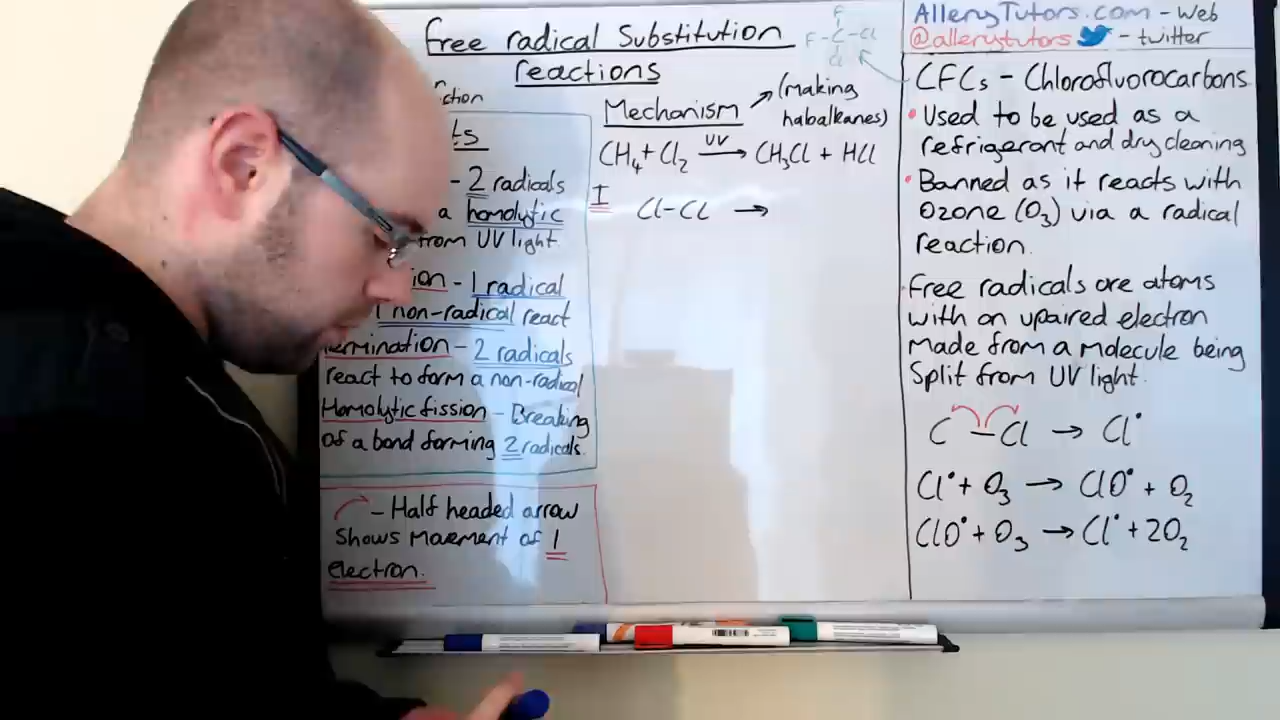 Free radical Substitution
reactions
ction
ts
- 2 radicals
a homolytic
from UV light.
ion - 1 radical
1 non-radical react
ermination - 2 radicals
react to form a non-radical
Homolytic fission - Breaking
of a bond forming 2 radicals.
- Half headed arrow
shows movement of 1
electron.
Mechanism (making
habalkanes)
CH4 + Cl2 UV → CH3Cl + HCl
I Cl-Cl →
F
F-C-Cl
Cl
AlleryTutors.com - Web
@allerytutors - twitter
CFCs - Chlorofluorocarbons
• Used to be used as a
refrigerant and dry cleaning
• Banned as it reacts with
Ozone (O3) via a radical
reaction.
Free radicals are atoms
with an upaired electron
Made from a molecule being
Split from UV light.
C - Cl → Cl•
Cl• + O3 → ClO• + O2
ClO• + O3 → Cl• + 2O2